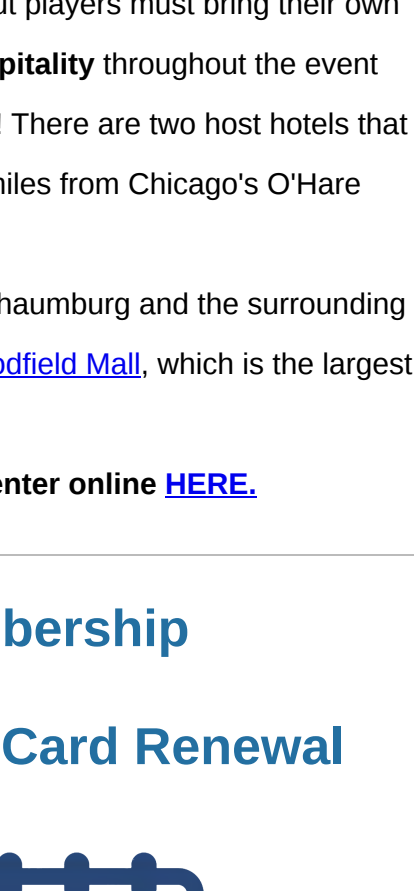 ut players must bring their own
pitality throughout the event
! There are two host hotels that
miles from Chicago's O'Hare
haumburg and the surrounding
odfield Mall, which is the largest
enter online HERE.
bership
Card Renewal